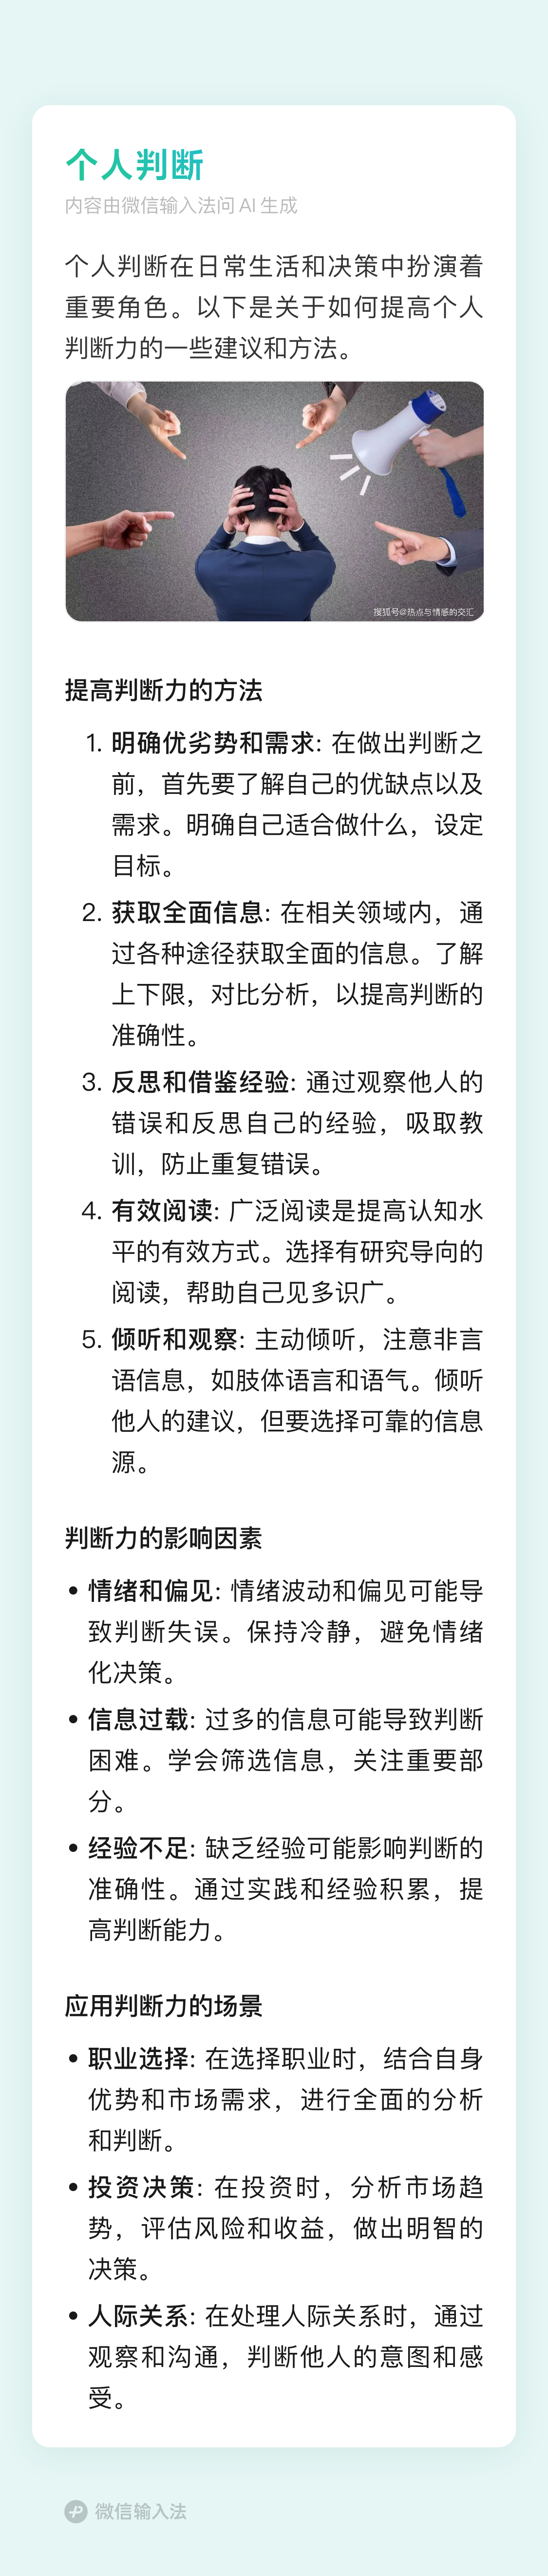 个人判断
内容由微信输入法问 AI 生成
个人判断在日常生活和决策中扮演着
重要角色。以下是关于如何提高个人
判断力的一些建议和方法。
搜狐号@热点与情感的交汇
提高判断力的方法
1. 明确优劣势和需求: 在做出判断之
前，首先要了解自己的优缺点以及
需求。明确自己适合做什么，设定
目标。
2. 获取全面信息: 在相关领域内，通
过各种途径获取全面的信息。了解
上下限，对比分析，以提高判断的
准确性。
3. 反思和借鉴经验: 通过观察他人的
错误和反思自己的经验，吸取教
训，防止重复错误。
4. 有效阅读: 广泛阅读是提高认知水
平的有效方式。选择有研究导向的
阅读，帮助自己见多识广。
5. 倾听和观察: 主动倾听，注意非言
语信息，如肢体语言和语气。倾听
他人的建议，但要选择可靠的信息
源。
判断力的影响因素
• 情绪和偏见: 情绪波动和偏见可能导
致判断失误。保持冷静，避免情绪
化决策。
• 信息过载: 过多的信息可能导致判断
困难。学会筛选信息，关注重要部
分。
• 经验不足: 缺乏经验可能影响判断的
准确性。通过实践和经验积累，提
高判断能力。
应用判断力的场景
• 职业选择: 在选择职业时，结合自身
优势和市场需求，进行全面的分析
和判断。
• 投资决策: 在投资时，分析市场趋
势，评估风险和收益，做出明智的
决策。
• 人际关系: 在处理人际关系时，通过
观察和沟通，判断他人的意图和感
受。
微信输入法